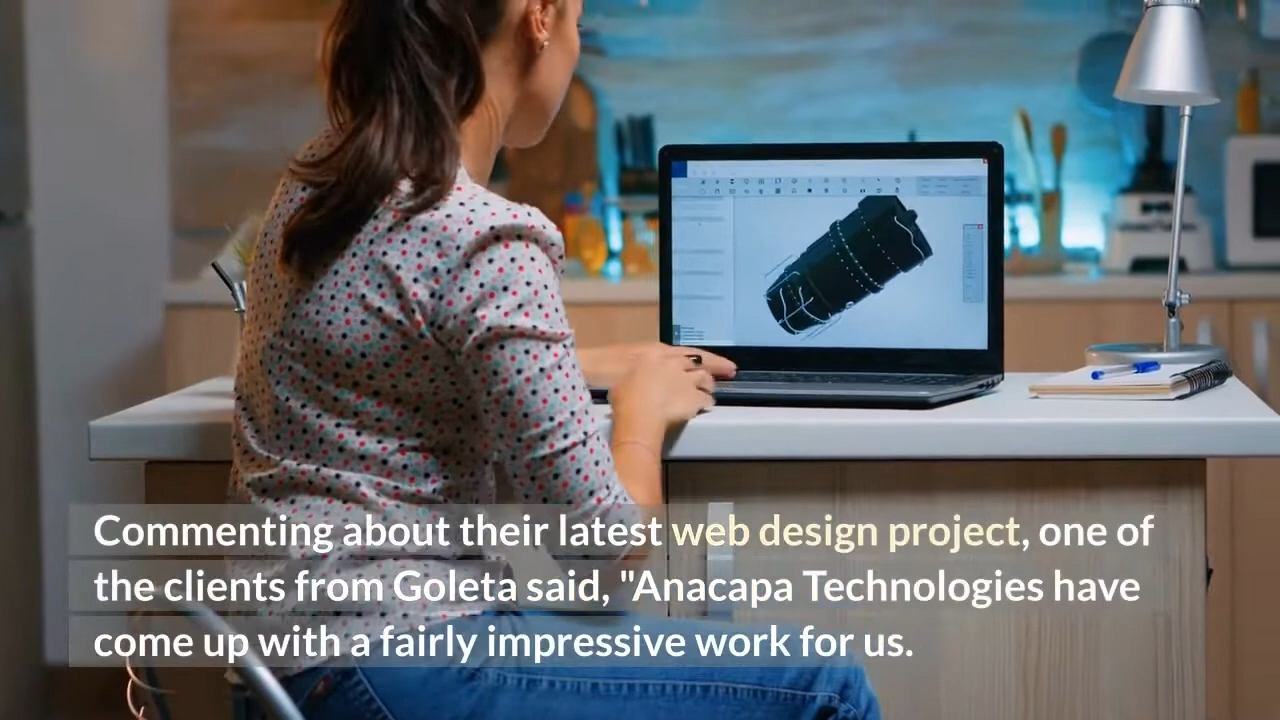 Commenting about their latest web design project, one of
the clients from Goleta said, "Anacapa Technologies have
come up with a fairly impressive work for us.